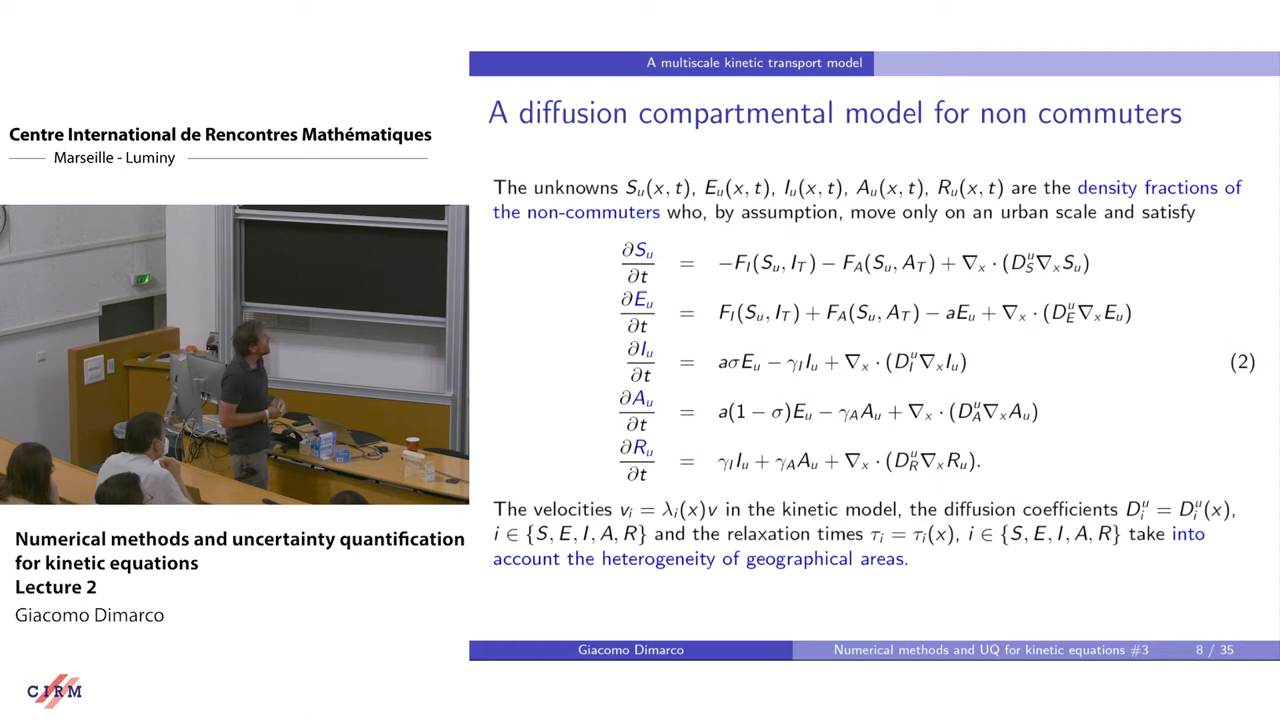 Centre International de Rencontres Mathématiques
Marseille - Luminy
Numerical methods and uncertainty quantification
for kinetic equations
Lecture 2
Giacomo Dimarco
CIRM
A multiscale kinetic transport model
A diffusion compartmental model for non commuters
The unknowns S_u(x, t), E_u(x, t), I_u(x, t), A_u(x, t), R_u(x, t) are the density fractions of
the non-commuters who, by assumption, move only on an urban scale and satisfy
∂S_u/∂t = −F_I(S_u, I_T) − F_A(S_u, A_T) + ∇_x · (D_S^u ∇_x S_u)
∂E_u/∂t = F_I(S_u, I_T) + F_A(S_u, A_T) − aE_u + ∇_x · (D_E^u ∇_x E_u)
∂I_u/∂t = aσE_u − γ_I I_u + ∇_x · (D_I^u ∇_x I_u) (2)
∂A_u/∂t = a(1 − σ)E_u − γ_A A_u + ∇_x · (D_A^u ∇_x A_u)
∂R_u/∂t = γ_I I_u + γ_A A_u + ∇_x · (D_R^u ∇_x R_u).
The velocities v_i = λ_i(x)v in the kinetic model, the diffusion coefficients D_i^u = D_i^u(x),
i ∈ {S, E, I, A, R} and the relaxation times τ_i = τ_i(x), i ∈ {S, E, I, A, R} take into
account the heterogeneity of geographical areas.
Giacomo Dimarco Numerical methods and UQ for kinetic equations #3 8 / 35